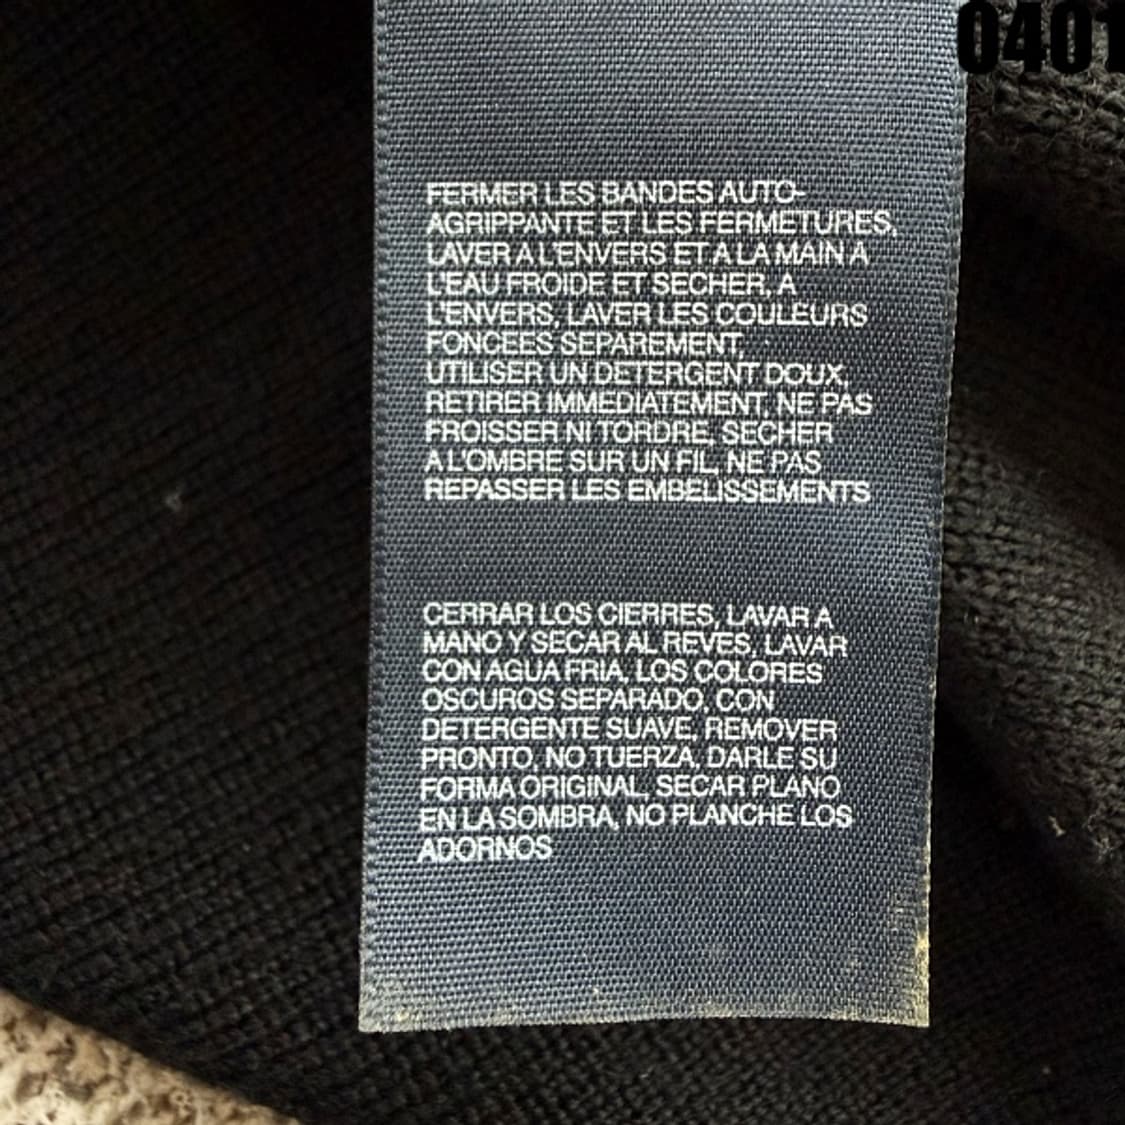 0401
FERMER LES BANDES AUTO-
AGRIPPANTE ET LES FERMETURES,
LAVER A L'ENVERS ET A LA MAIN A
L'EAU FROIDE ET SECHER, A
L'ENVERS, LAVER LES COULEURS
FONCEES SEPAREMENT,
UTILISER UN DETERGENT DOUX,
RETIRER IMMEDIATEMENT, NE PAS
FROISSER NI TORDRE, SECHER
A L'OMBRE SUR UN FIL, NE PAS
REPASSER LES EMBELISSEMENTS
CERRAR LOS CIERRES, LAVAR A
MANO Y SECAR AL REVES, LAVAR
CON AGUA FRIA, LOS COLORES
OSCUROS SEPARADO, CON
DETERGENTE SUAVE, REMOVER
PRONTO, NO TUERZA, DARLE SU
FORMA ORIGINAL, SECAR PLANO
EN LA SOMBRA, NO PLANCHE LOS
ADORNOS